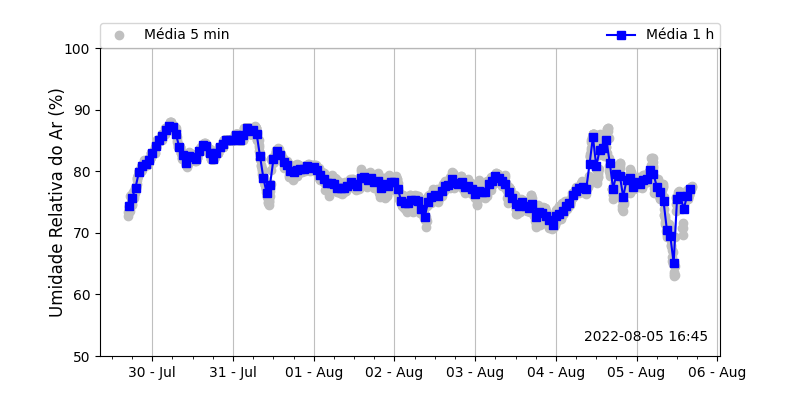 Média 5 min    Média 1 h
100
90
80
70
60
50
Umidade Relativa do Ar (%)
2022-08-05 16:45
30 - Jul    31 - Jul    01 - Aug    02 - Aug    03 - Aug    04 - Aug    05 - Aug    06 - Aug